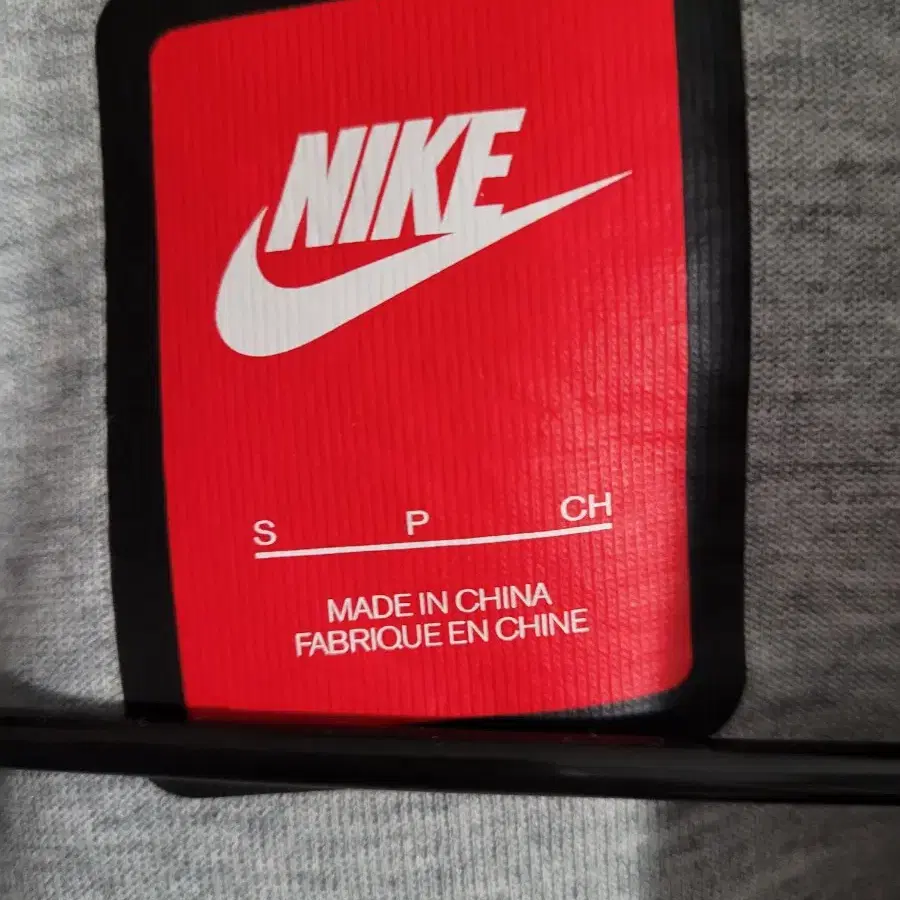 NIKE
S P CH
MADE IN CHINA
FABRIQUE EN CHINE